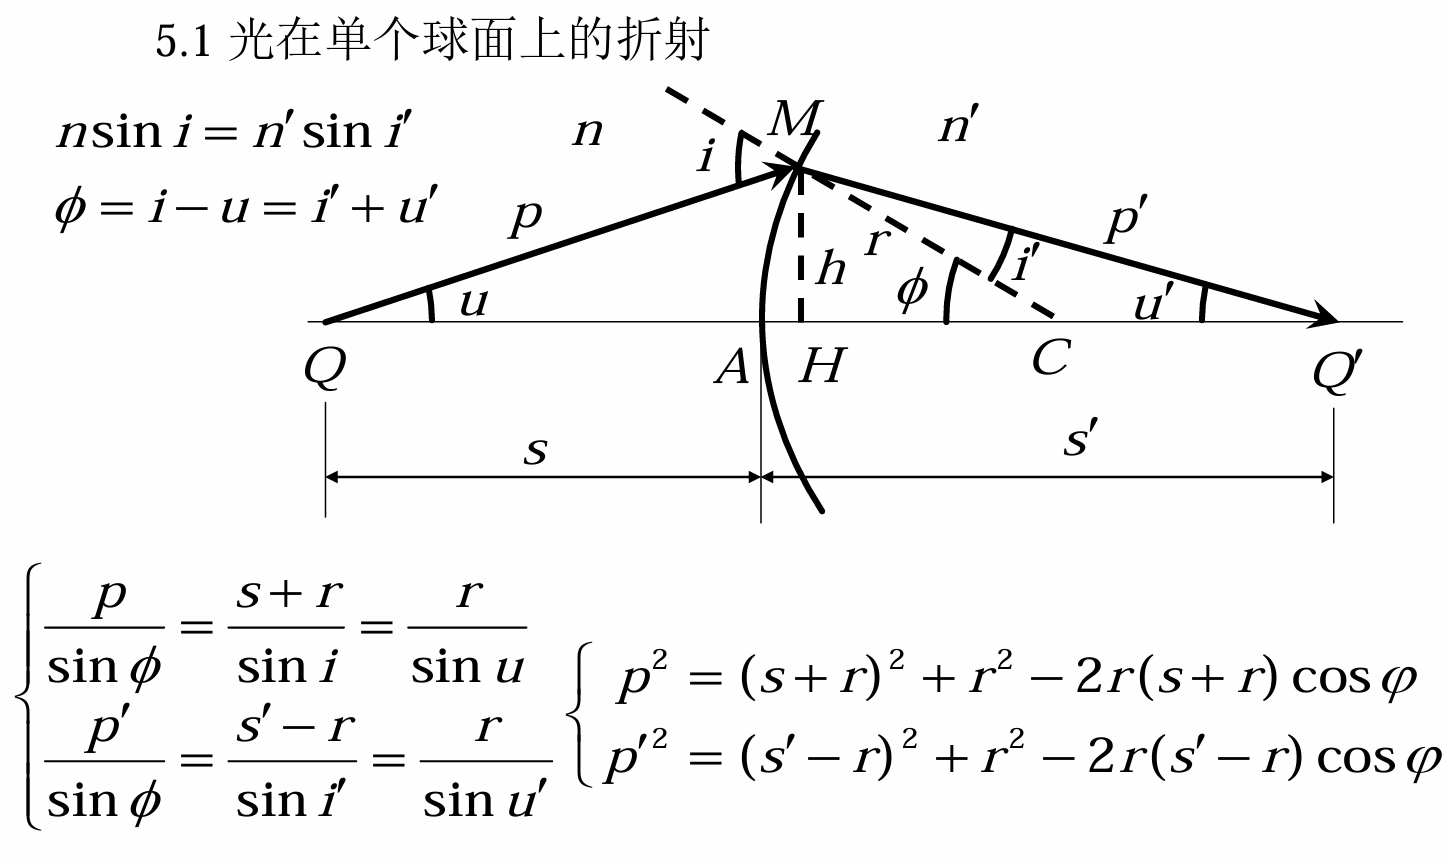 5.1 光在单个球面上的折射
n sin i = n′ sin i′
ϕ = i − u = i′ + u′
n
M
n′
i
p
p′
r
h
i′
ϕ
u
u′
Q
A
H
C
Q′
s
s′
p/sin ϕ = (s + r)/sin i = r/sin u
p′/sin ϕ = (s′ − r)/sin i′ = r/sin u′
p² = (s + r)² + r² − 2r(s + r) cos φ
p′² = (s′ − r)² + r² − 2r(s′ − r) cos φ